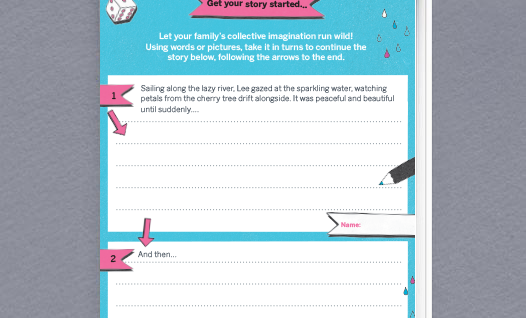 Get your story started...
Let your family's collective imagination run wild!
Using words or pictures, take it in turns to continue the
story below, following the arrows to the end.
1
Sailing along the lazy river, Lee gazed at the sparkling water, watching
petals from the cherry tree drift alongside. It was peaceful and beautiful
until suddenly....
Name:
2
And then...